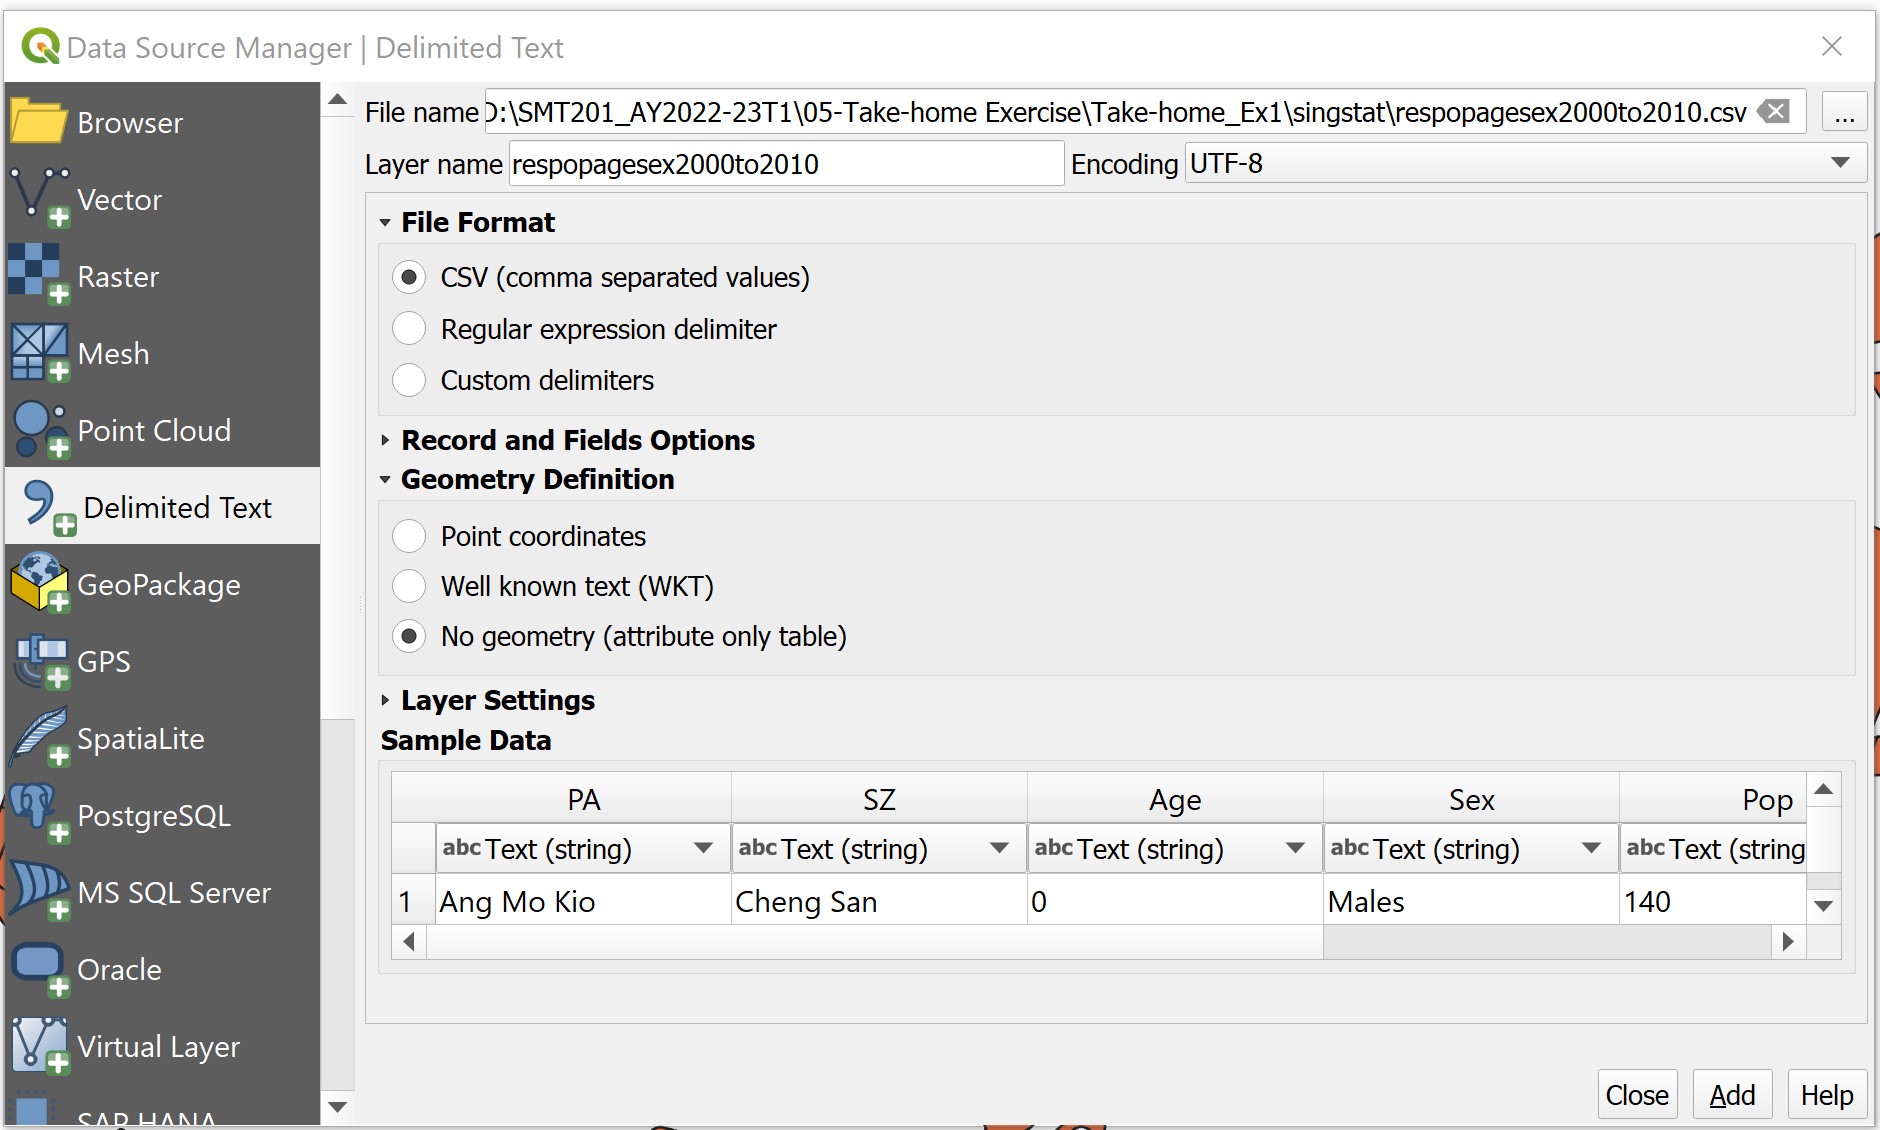 Data Source Manager | Delimited Text
Browser
Vector
Raster
Mesh
Point Cloud
Delimited Text
GeoPackage
GPS
SpatiaLite
PostgreSQL
MS SQL Server
Oracle
Virtual Layer
SAP HANA
File name D:\SMT201_AY2022-23T1\05-Take-home Exercise\Take-home_Ex1\singstat\respopagesex2000to2010.csv ...
Layer name respopagesex2000to2010 Encoding UTF-8
File Format
CSV (comma separated values)
Regular expression delimiter
Custom delimiters
Record and Fields Options
Geometry Definition
Point coordinates
Well known text (WKT)
No geometry (attribute only table)
Layer Settings
Sample Data
PA SZ Age Sex Pop
abc Text (string) abc Text (string) abc Text (string) abc Text (string) abc Text (string
1 Ang Mo Kio Cheng San 0 Males 140
Close Add Help